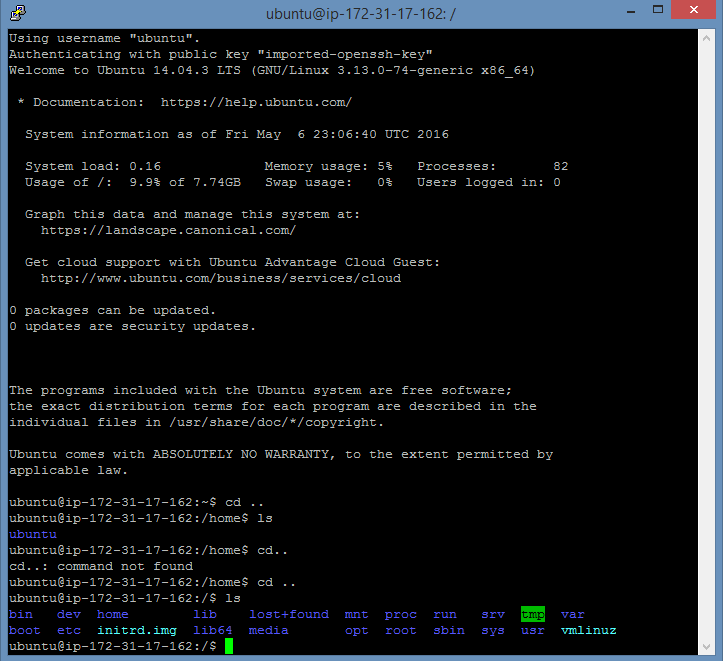 ubuntu@ip-172-31-17-162: /
Using username "ubuntu".
Authenticating with public key "imported-openssh-key"
Welcome to Ubuntu 14.04.3 LTS (GNU/Linux 3.13.0-74-generic x86_64)
* Documentation:  https://help.ubuntu.com/
System information as of Fri May  6 23:06:40 UTC 2016
System load: 0.16             Memory usage: 5%   Processes:       82
Usage of /:  9.9% of 7.74GB   Swap usage:   0%   Users logged in: 0
Graph this data and manage this system at:
https://landscape.canonical.com/
Get cloud support with Ubuntu Advantage Cloud Guest:
http://www.ubuntu.com/business/services/cloud
0 packages can be updated.
0 updates are security updates.
The programs included with the Ubuntu system are free software;
the exact distribution terms for each program are described in the
individual files in /usr/share/doc/*/copyright.
Ubuntu comes with ABSOLUTELY NO WARRANTY, to the extent permitted by
applicable law.
ubuntu@ip-172-31-17-162:~$ cd ..
ubuntu@ip-172-31-17-162:/home$ ls
ubuntu
ubuntu@ip-172-31-17-162:/home$ cd..
cd..: command not found
ubuntu@ip-172-31-17-162:/home$ cd ..
ubuntu@ip-172-31-17-162:/$ ls
bin   dev  home        lib    lost+found  mnt  proc  run   srv  tmp  var
boot  etc  initrd.img  lib64  media       opt  root  sbin  sys  usr  vmlinuz
ubuntu@ip-172-31-17-162:/$